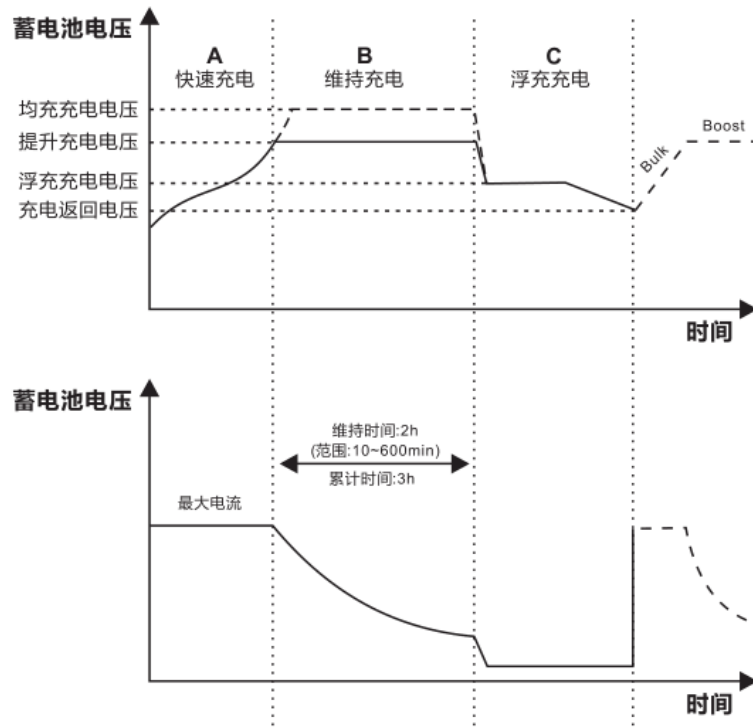 蓄电池电压
A
快速充电
B
维持充电
C
浮充充电
均充充电电压
提升充电电压
浮充充电电压
充电返回电压
Bulk
Boost
时间
蓄电池电压
维持时间:2h
(范围:10~600min)
累计时间:3h
最大电流
时间